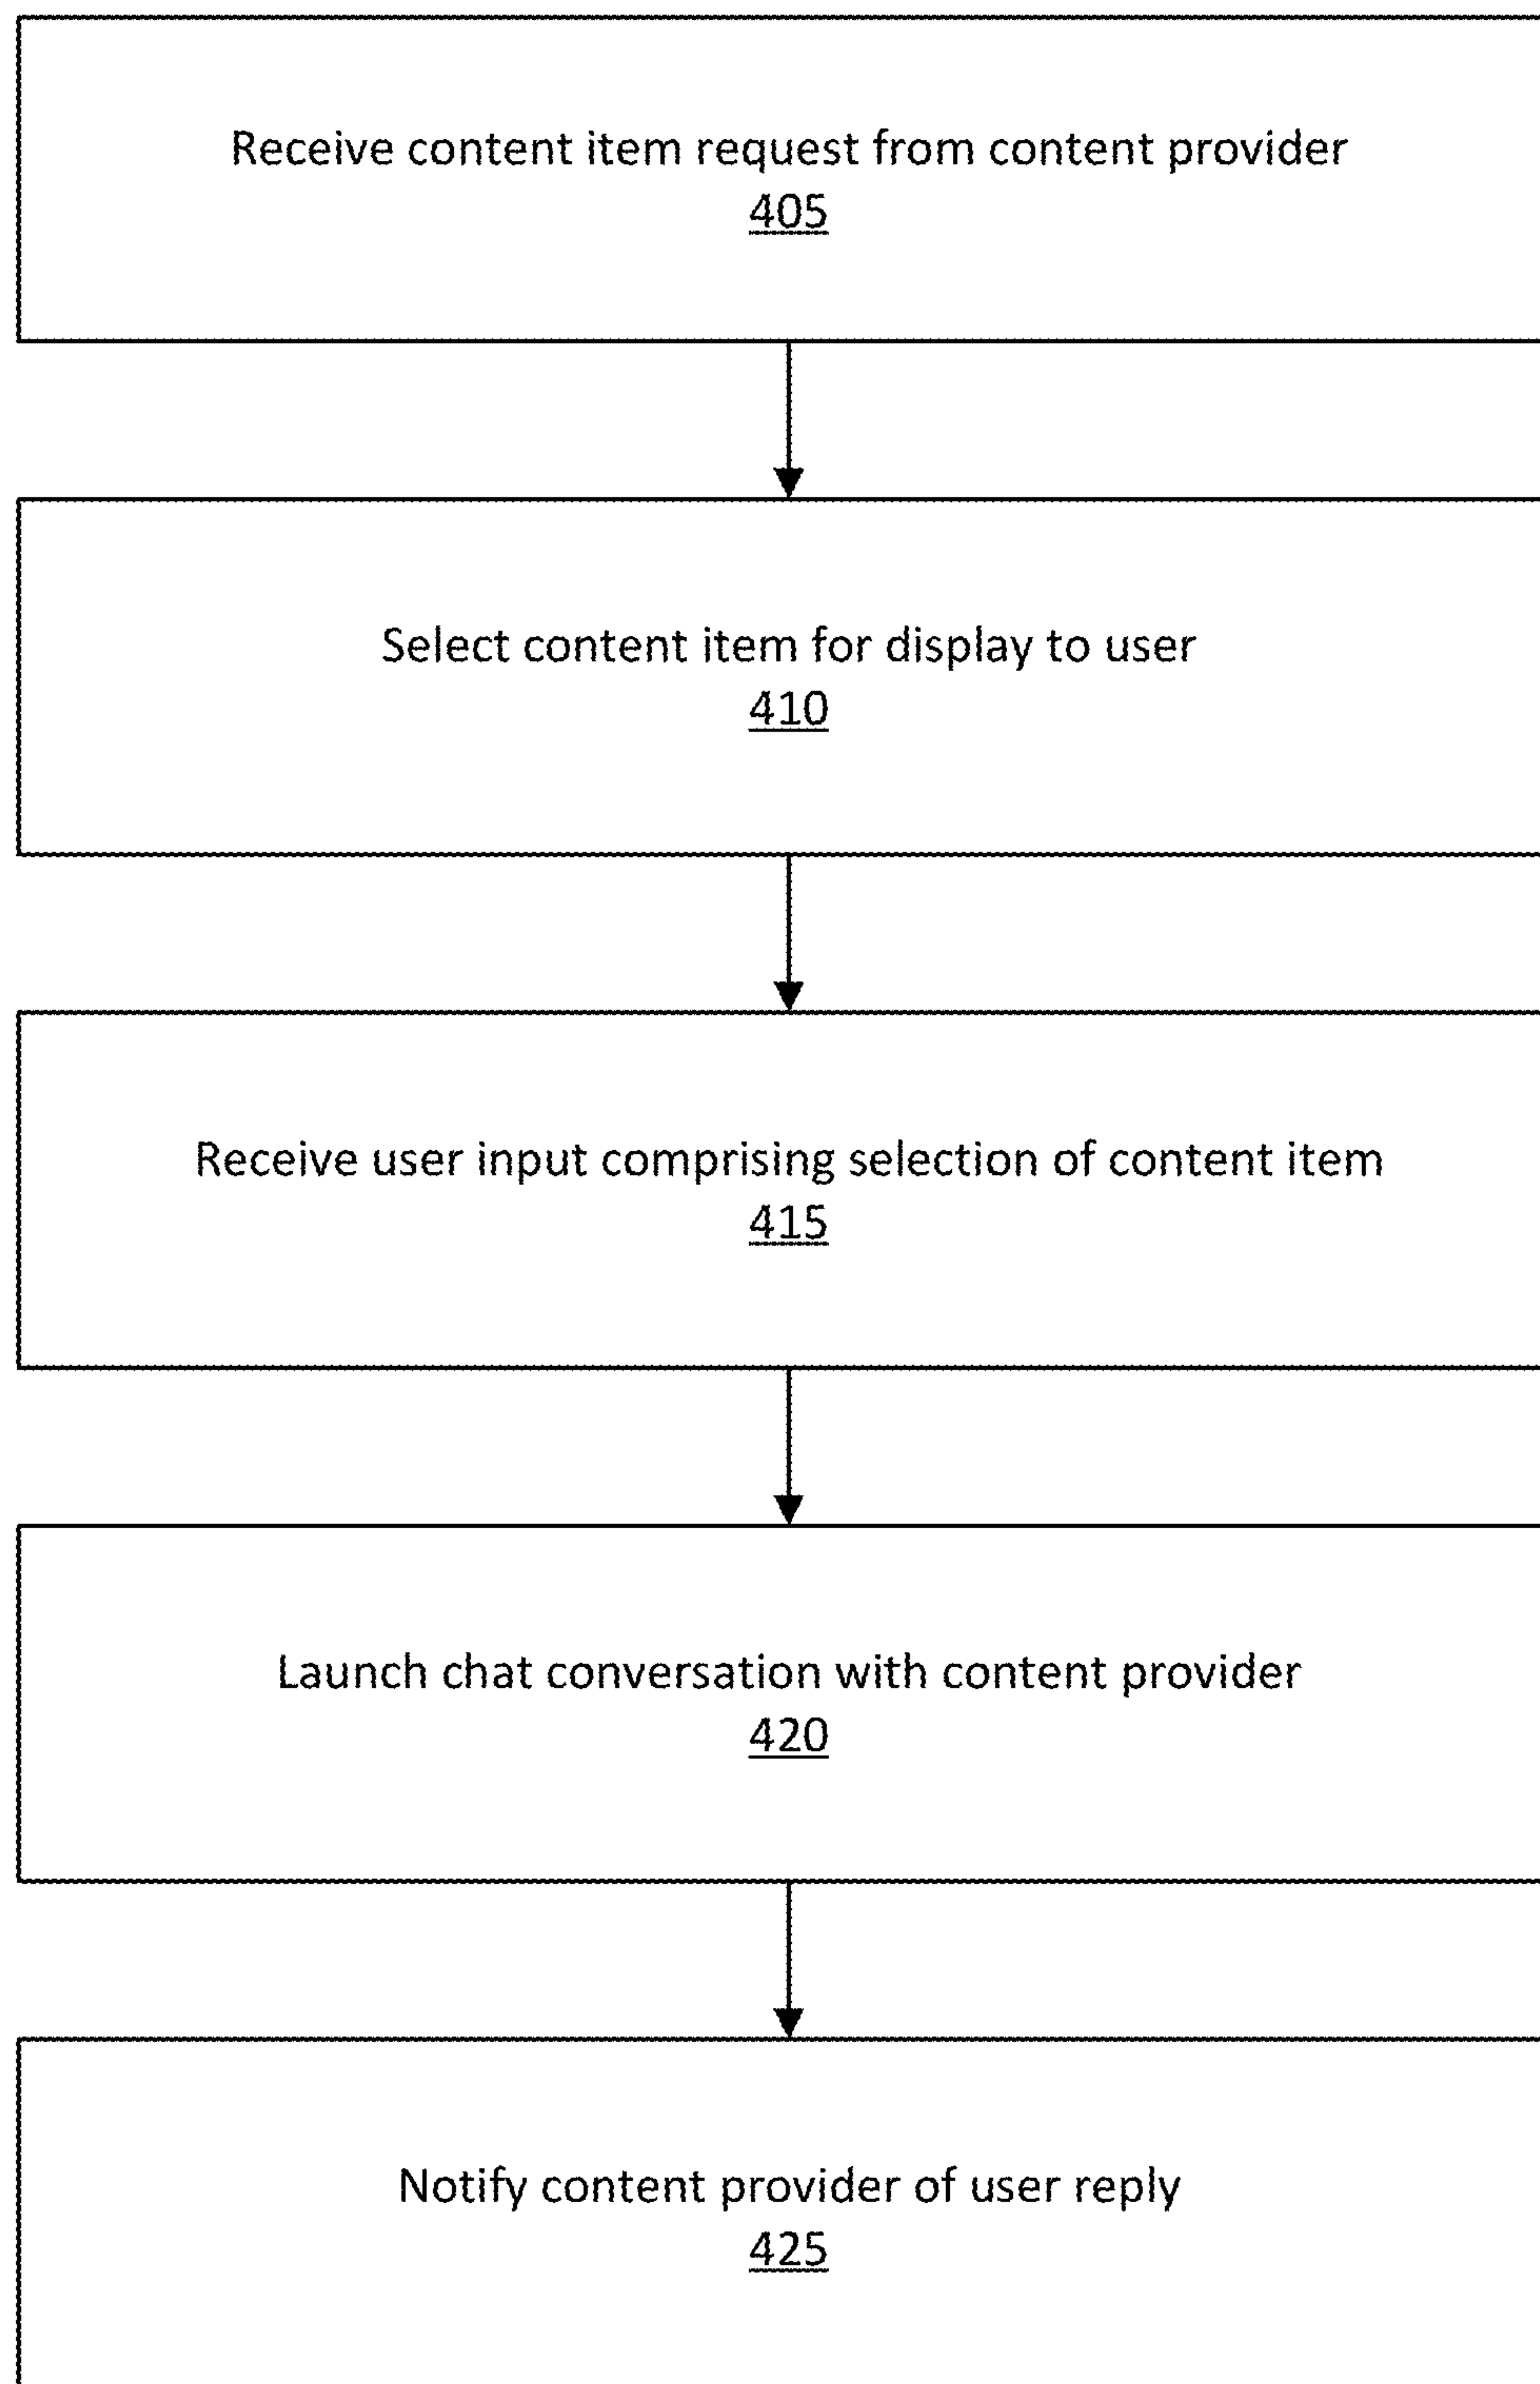 Receive content item request from content provider
405
Select content item for display to user
410
Receive user input comprising selection of content item
415
Launch chat conversation with content provider
420
Notify content provider of user reply
425